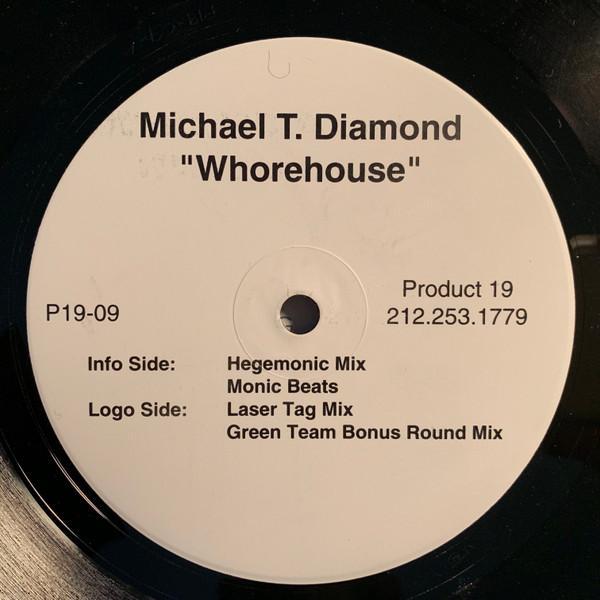 Michael T. Diamond
"Whorehouse"
Product 19
P19-09 212.253.1779
Info Side: Hegemonic Mix
Monic Beats
Logo Side: Laser Tag Mix
Green Team Bonus Round Mix